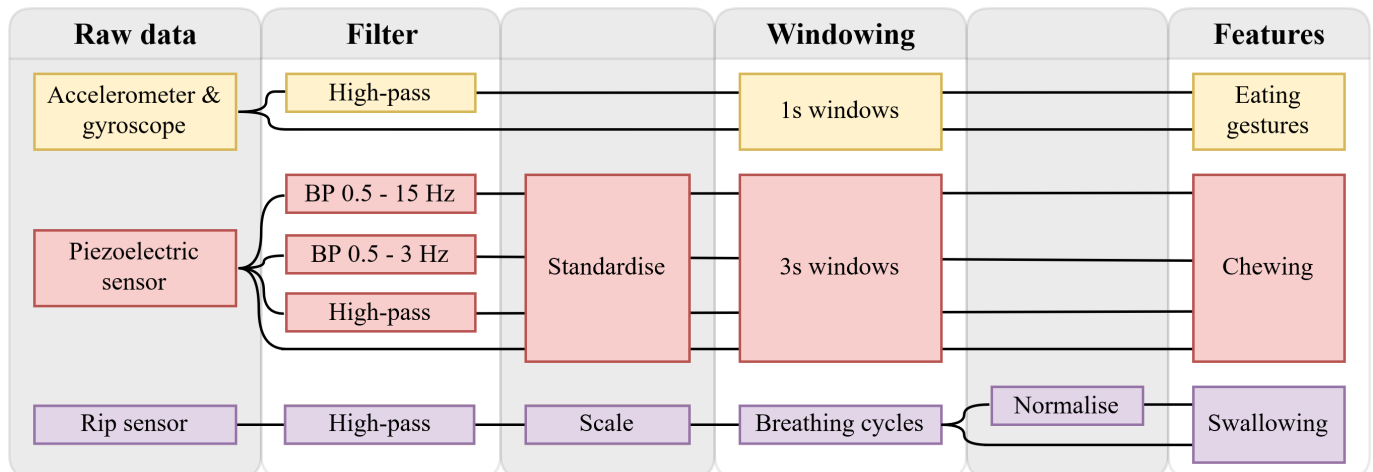 Raw data
Filter
Windowing
Features
Accelerometer &
gyroscope
High-pass
1s windows
Eating
gestures
Piezoelectric
sensor
BP 0.5 - 15 Hz
BP 0.5 - 3 Hz
High-pass
Standardise
3s windows
Chewing
Rip sensor
High-pass
Scale
Breathing cycles
Normalise
Swallowing